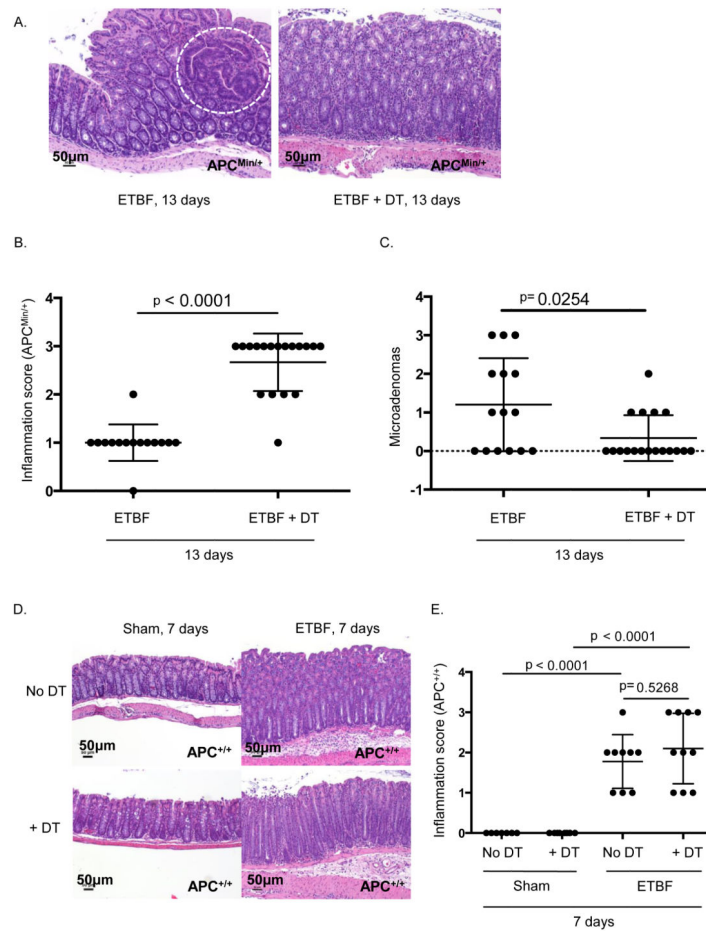 A.
50μm
APC^Min/+
50μm
APC^Min/+
ETBF, 13 days
ETBF + DT, 13 days
B.
Inflammation score (APC^Min/+)
p < 0.0001
4
3
2
1
0
ETBF
ETBF + DT
13 days
C.
Microadenomas
p= 0.0254
4
3
2
1
0
-1
ETBF
ETBF + DT
13 days
D.
Sham, 7 days
ETBF, 7 days
No DT
50μm
APC^+/+
50μm
APC^+/+
+ DT
50μm
APC^+/+
50μm
APC^+/+
E.
Inflammation score (APC^+/+)
p < 0.0001
p < 0.0001
p= 0.5268
4
3
2
1
0
No DT
+ DT
No DT
+ DT
Sham
ETBF
7 days